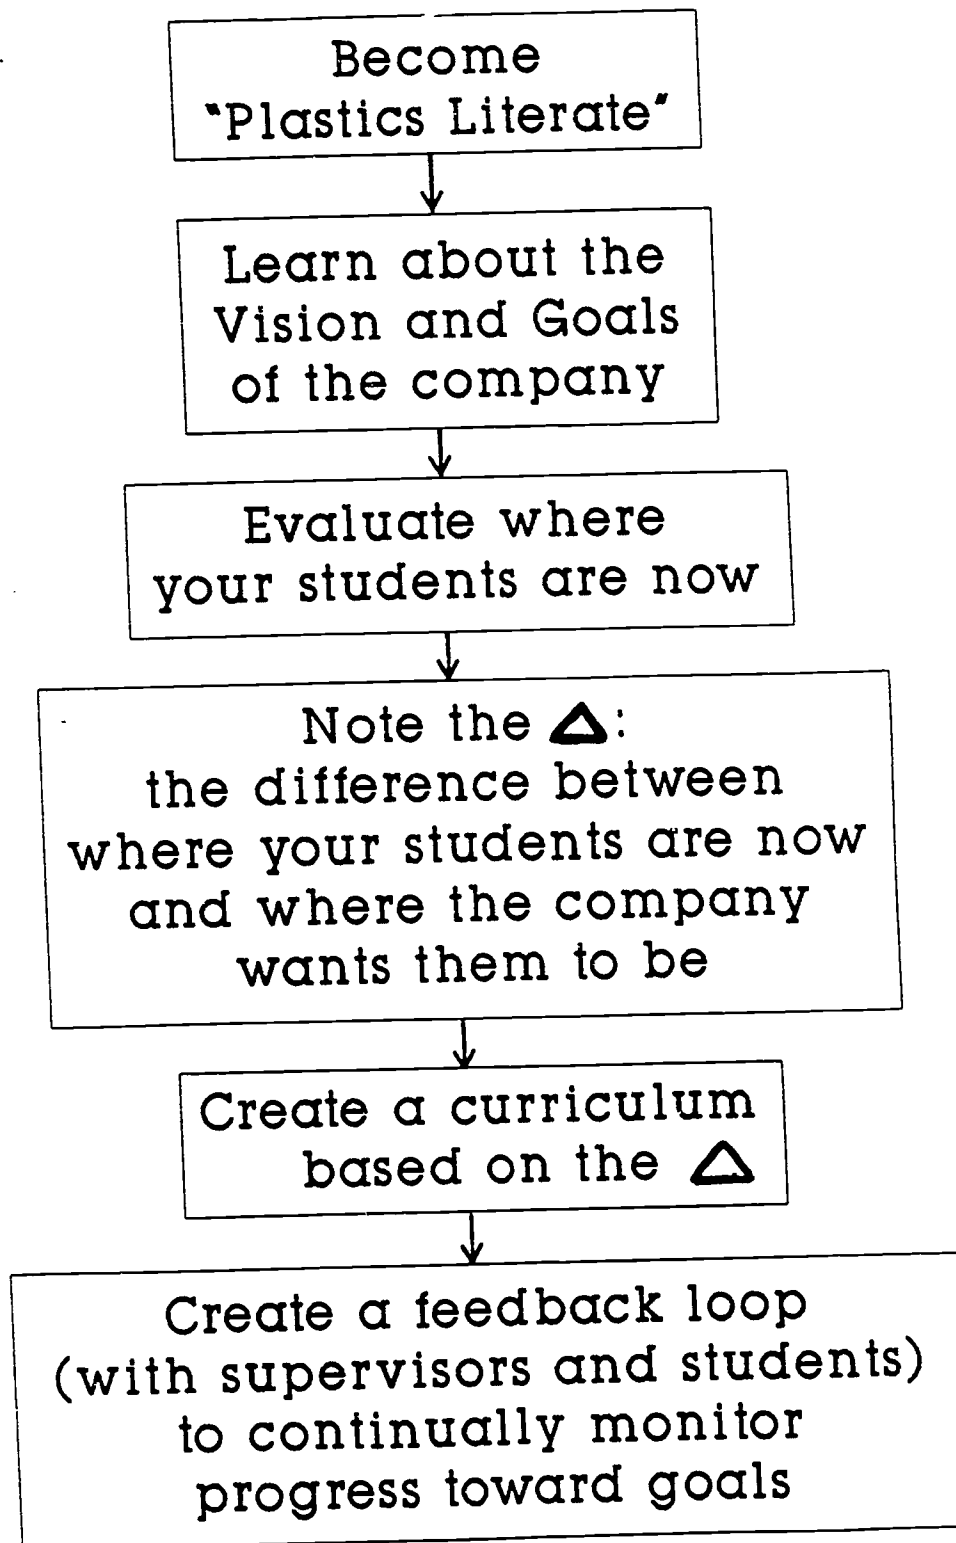 Become
"Plastics Literate"
Learn about the
Vision and Goals
of the company
Evaluate where
your students are now
Note the Δ:
the difference between
where your students are now
and where the company
wants them to be
Create a curriculum
based on the Δ
Create a feedback loop
(with supervisors and students)
to continually monitor
progress toward goals